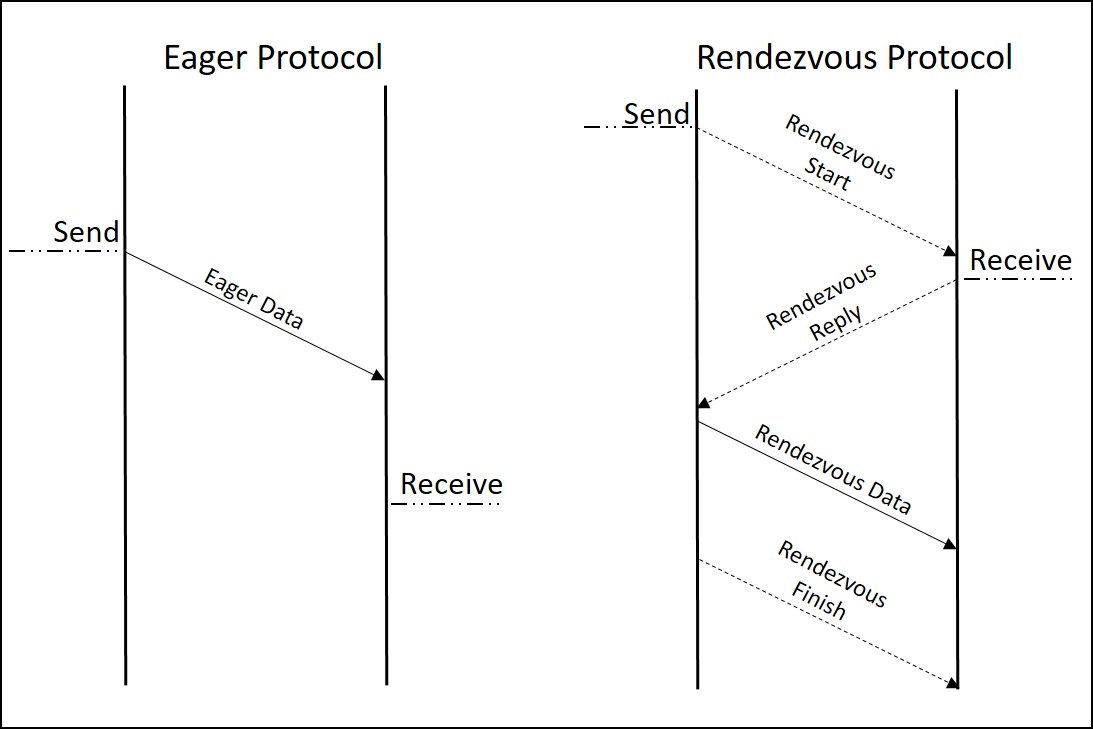 Eager Protocol
Send
Eager Data
Receive
Rendezvous Protocol
Send
Rendezvous
Start
Receive
Rendezvous
Reply
Rendezvous Data
Rendezvous
Finish